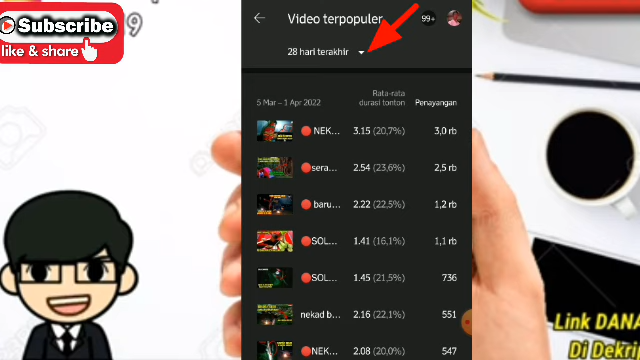 Subscribe
like & share
9
Video terpopuler
99+
28 hari terakhir
Rata-rata
5 Mar – 1 Apr 2022
durasi tonton
Penayangan
NEK...
3.15 (20,7%)
3,0 rb
sera...
2.54 (23,6%)
2,5 rb
baru...
2.22 (22,5%)
1,2 rb
SOL...
1.41 (16,1%)
1,1 rb
SOL...
1.45 (21,5%)
736
nekad b...
2.16 (22,1%)
551
NEK...
2.08 (20,0%)
547
Link DANA
Di Dekri